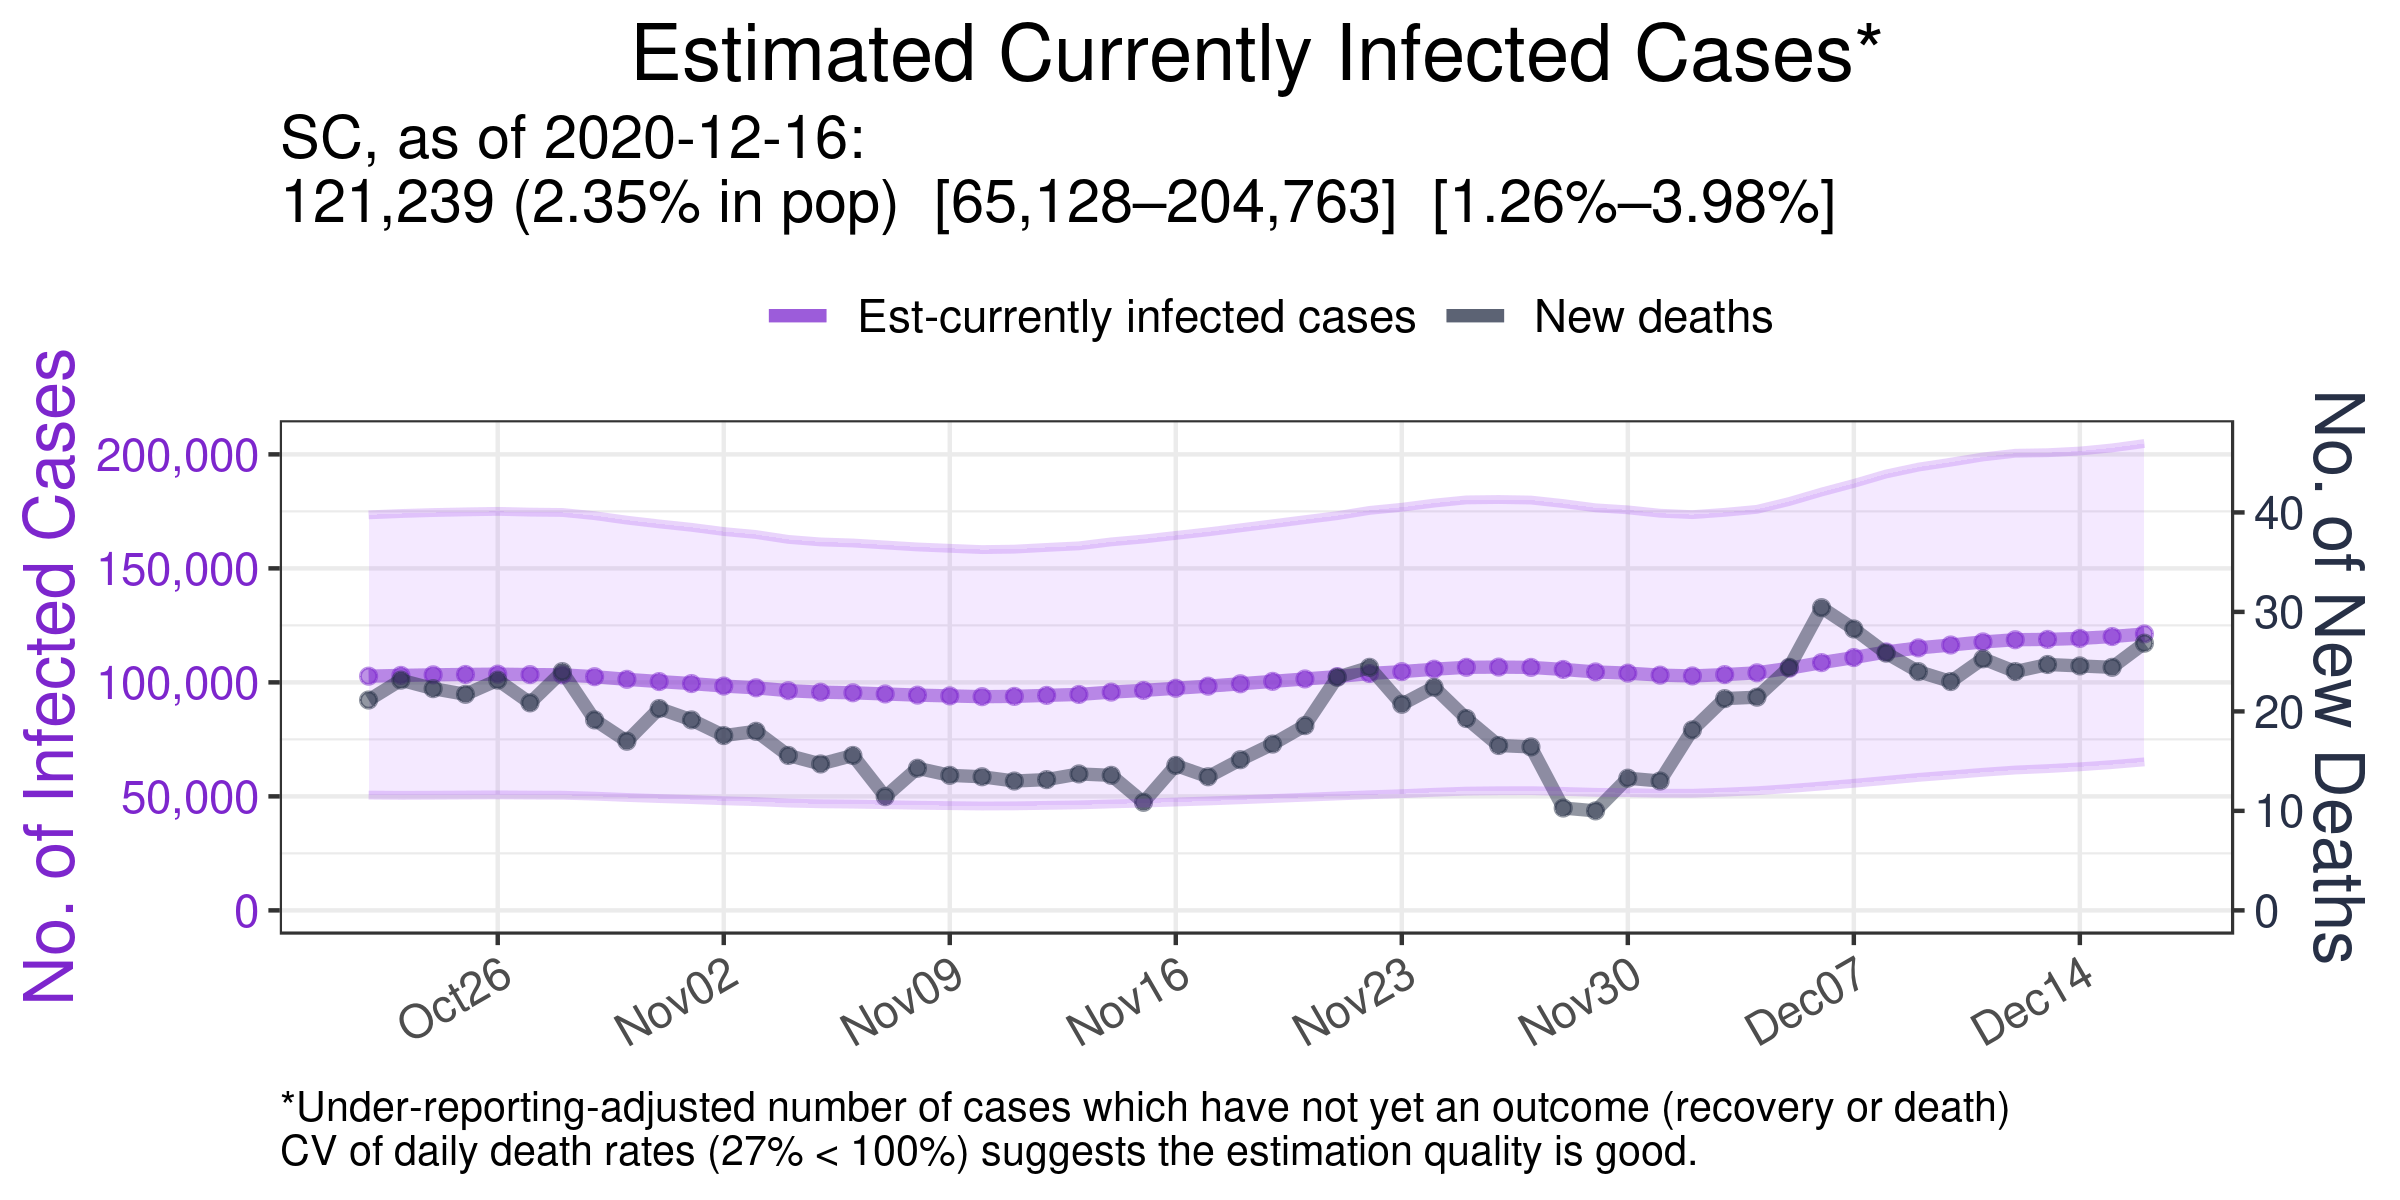 Estimated Currently Infected Cases*
SC, as of 2020-12-16:
121,239 (2.35% in pop)  [65,128–204,763]  [1.26%–3.98%]
Est-currently infected cases
New deaths
No. of Infected Cases
200,000
150,000
100,000
50,000
0
No. of New Deaths
40
30
20
10
0
Oct26
Nov02
Nov09
Nov16
Nov23
Nov30
Dec07
Dec14
*Under-reporting-adjusted number of cases which have not yet an outcome (recovery or death)
CV of daily death rates (27% < 100%) suggests the estimation quality is good.